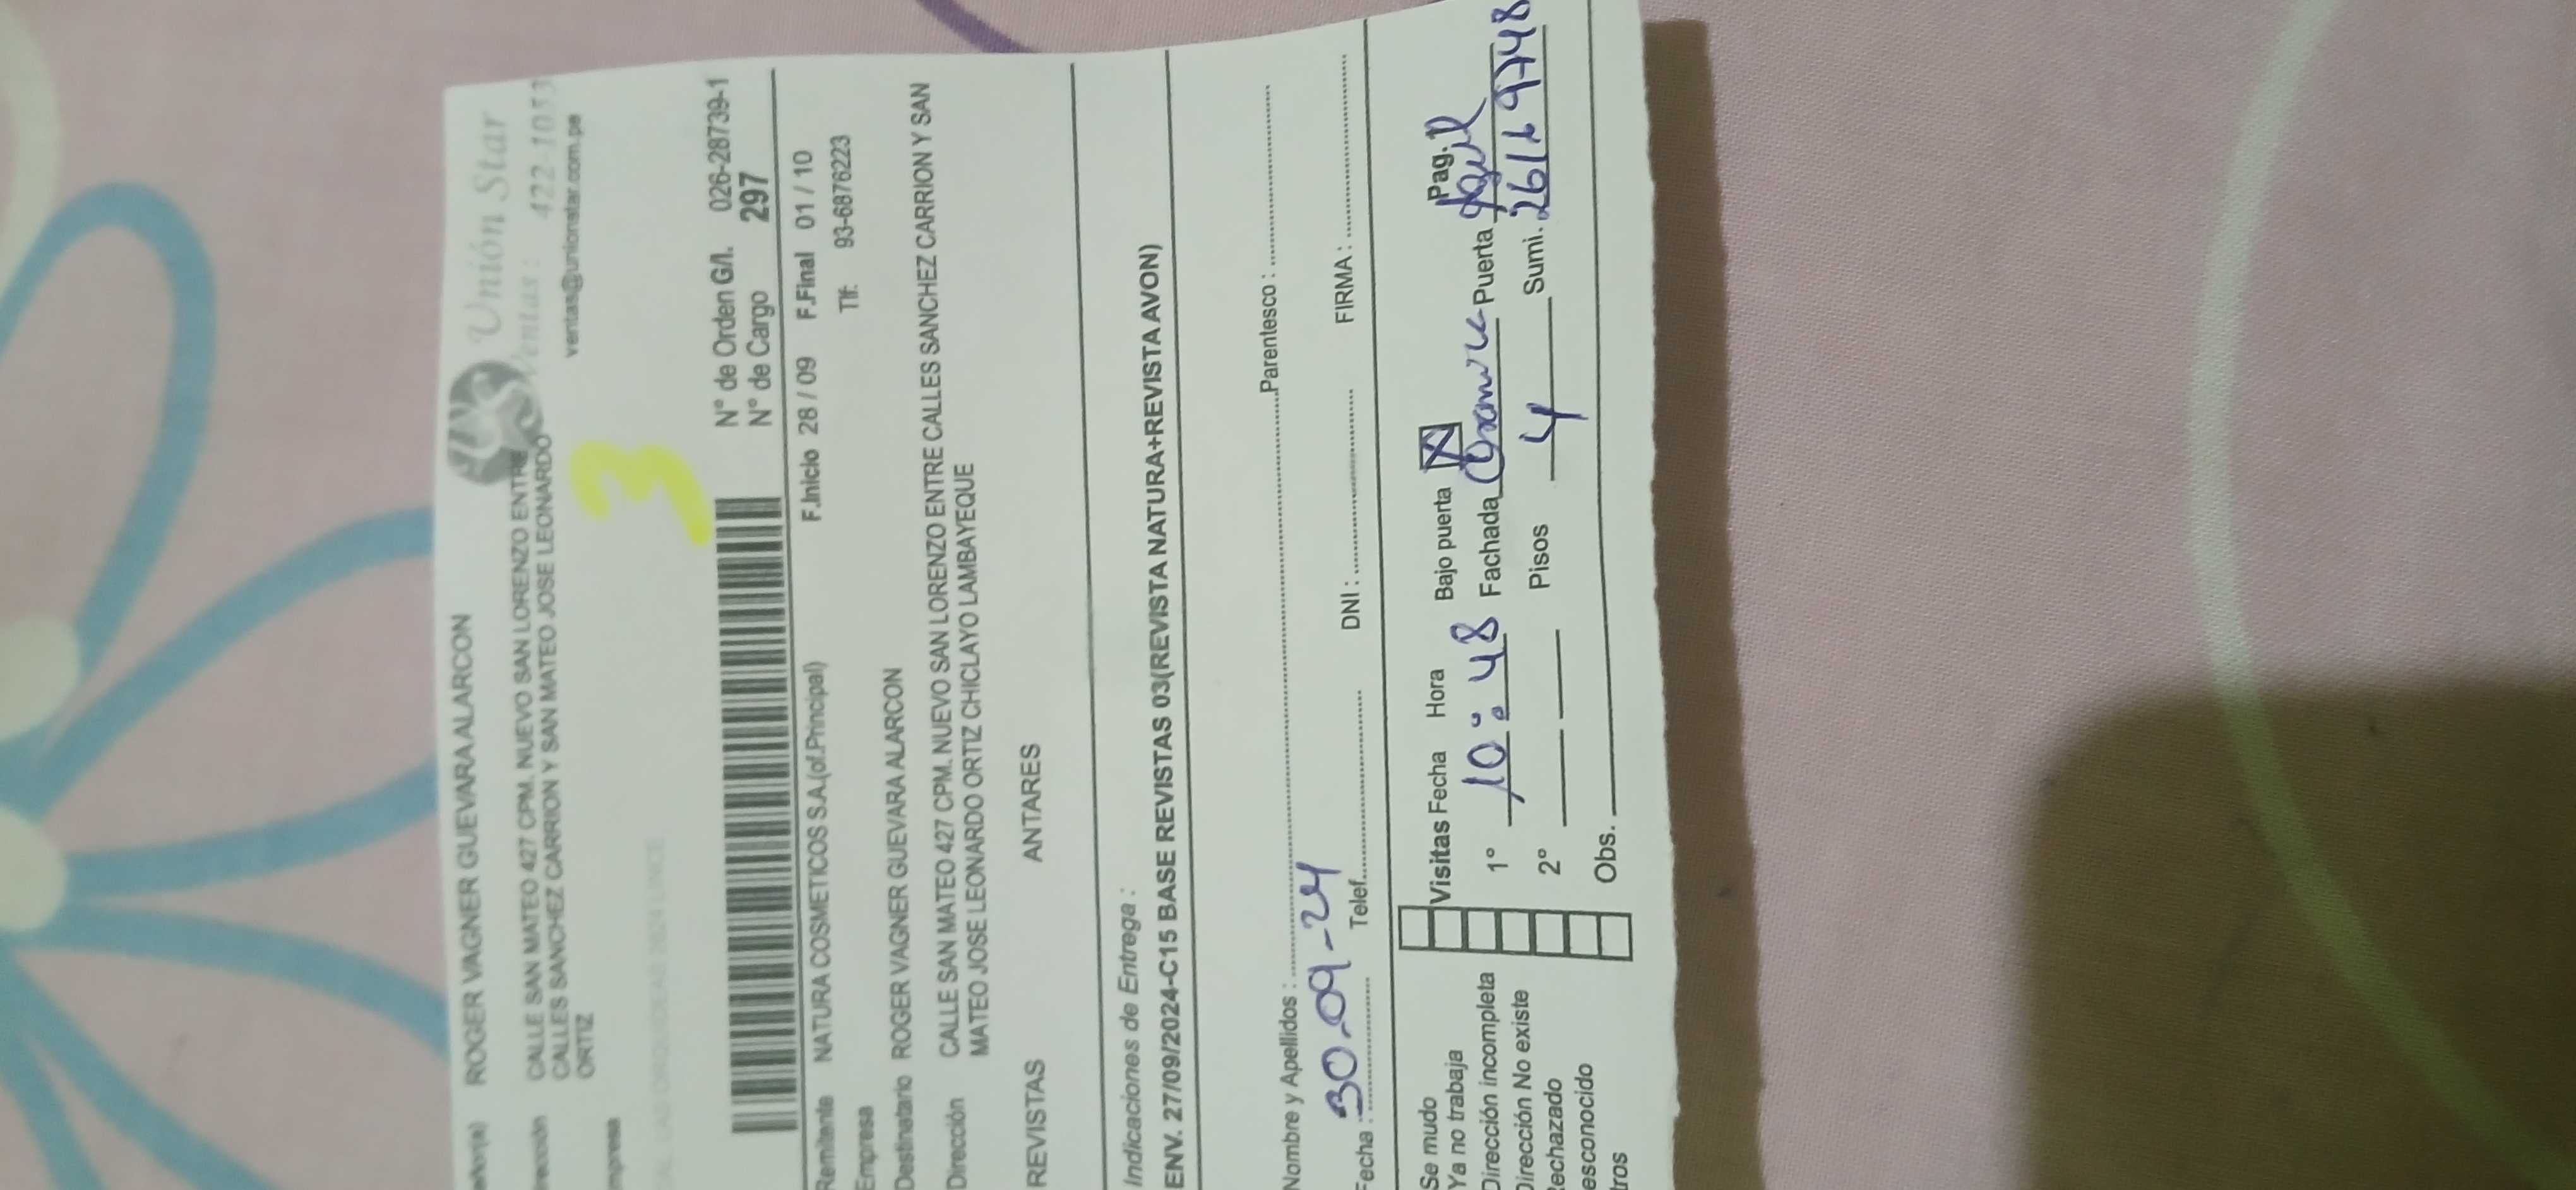 eñor(a) ROGER VAGNER GUEVARA ALARCON
Unión Star
irección CALLE SAN MATEO 427 CPM. NUEVO SAN LORENZO ENTRE
CALLES SANCHEZ CARRION Y SAN MATEO JOSE LEONARDO
ORTIZ
Ventas : 422-1053
ventas@unionstar.com.pe
mpresa
3
N° de Orden G/I. 026-28739-1
N° de Cargo 297
Remitente NATURA COSMETICOS S.A.(of.Principal) F.Inicio 28 / 09 F.Final 01 / 10
Empresa Tlf: 93-6876223
Destinatario ROGER VAGNER GUEVARA ALARCON
Dirección CALLE SAN MATEO 427 CPM. NUEVO SAN LORENZO ENTRE CALLES SANCHEZ CARRION Y SAN
MATEO JOSE LEONARDO ORTIZ CHICLAYO LAMBAYEQUE
REVISTAS ANTARES
Indicaciones de Entrega :
ENV. 27/09/2024-C15 BASE REVISTAS 03(REVISTA NATURA+REVISTA AVON)
Nombre y Apellidos : Parentesco :
Fecha : 30-09-24 Telef. DNI : FIRMA :
Se mudo
Ya no trabaja
Dirección incompleta
Dirección No existe
Rechazado
esconocido
tros
Visitas Fecha Hora Bajo puerta X Pag. 1
1° 10:48 Fachada Puerta
2° Pisos 4 Sumi.
Obs.